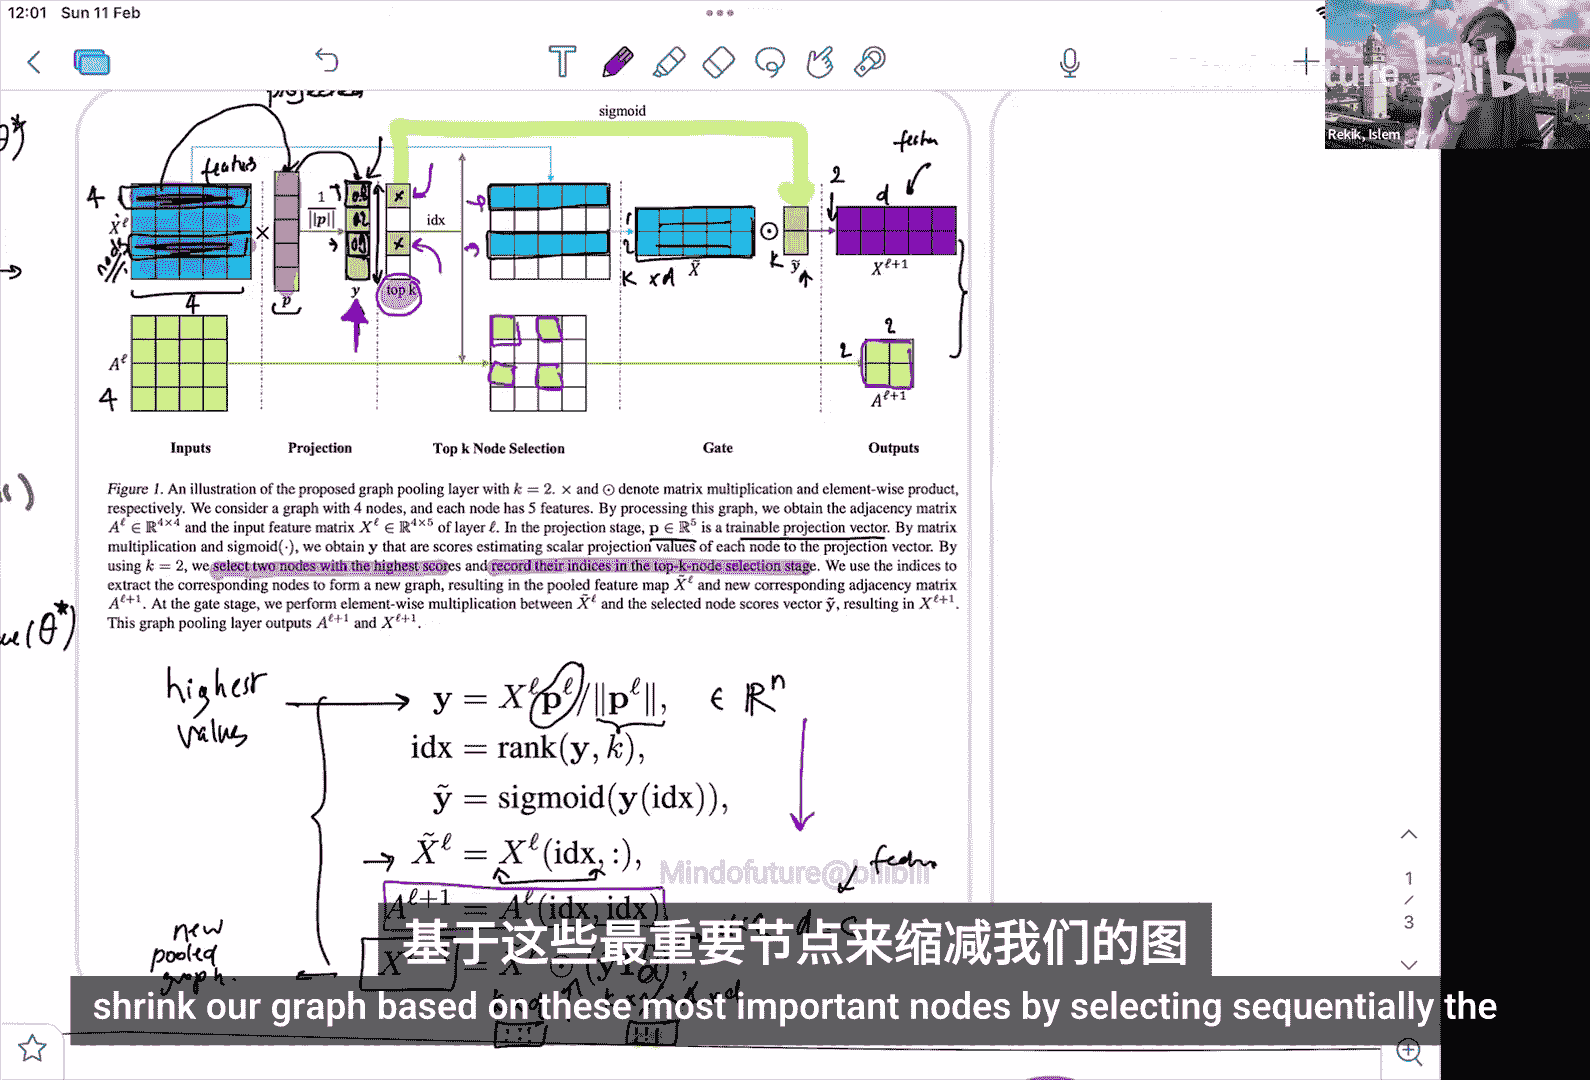 12:01 Sun 11 Feb
bilibili
Rekik, Islem
sigmoid
4
2
d
1
||p||
0.2
x
idx
x
k
1
2
K x d
X̃
ỹ
X^{ℓ+1}
p
y
top k
4
2
2
A^ℓ
A^{ℓ+1}
4
Inputs Projection Top k Node Selection Gate Outputs
Figure 1. An illustration of the proposed graph pooling layer with k = 2. × and ⊙ denote matrix multiplication and element-wise product,
respectively. We consider a graph with 4 nodes, and each node has 5 features. By processing this graph, we obtain the adjacency matrix
A^ℓ ∈ ℝ^{4×4} and the input feature matrix X^ℓ ∈ ℝ^{4×5} of layer ℓ. In the projection stage, p ∈ ℝ^5 is a trainable projection vector. By matrix
multiplication and sigmoid(·), we obtain y that are scores estimating scalar projection values of each node to the projection vector. By
using k = 2, we select two nodes with the highest scores and record their indices in the top-k-node selection stage. We use the indices to
extract the corresponding nodes to form a new graph, resulting in the pooled feature map X̃^ℓ and new corresponding adjacency matrix
A^{ℓ+1}. At the gate stage, we perform element-wise multiplication between X̃^ℓ and the selected node scores vector ỹ, resulting in X^{ℓ+1}.
This graph pooling layer outputs A^{ℓ+1} and X^{ℓ+1}.
highest
values
y = X^ℓ p^ℓ / ||p^ℓ||, ∈ ℝ^n
idx = rank(y, k),
ỹ = sigmoid(y(idx)),
X̃^ℓ = X^ℓ(idx, :),
Mindofuture@bilibili
A^{ℓ+1} = A^ℓ(idx, idx)
new
pooled
graph
1
3
基于这些最重要节点来缩减我们的图
shrink our graph based on these most important nodes by selecting sequentially the